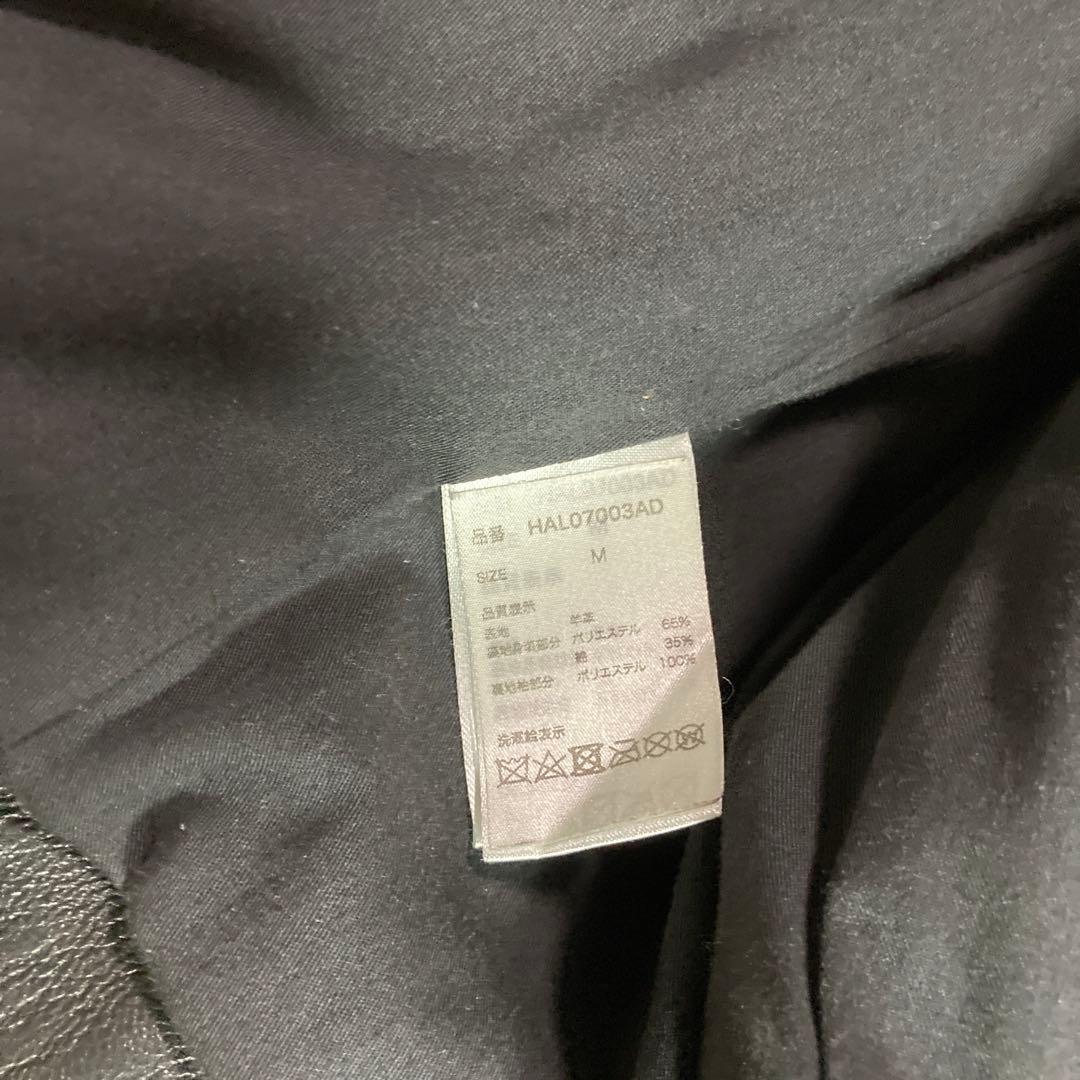 品番 HAL07003AD
SIZE M
品質表示
表地 羊革
裏地身頃部分 ポリエステル 65%
綿 35%
裏地袖部分 ポリエステル 100%
洗濯絵表示